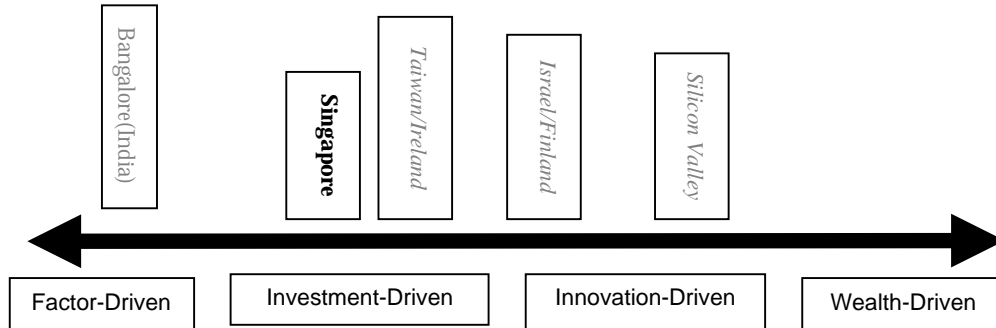 Bangalore(India)
Singapore
Taiwan/Ireland
Israel/Finland
Silicon Valley
Factor-Driven
Investment-Driven
Innovation-Driven
Wealth-Driven